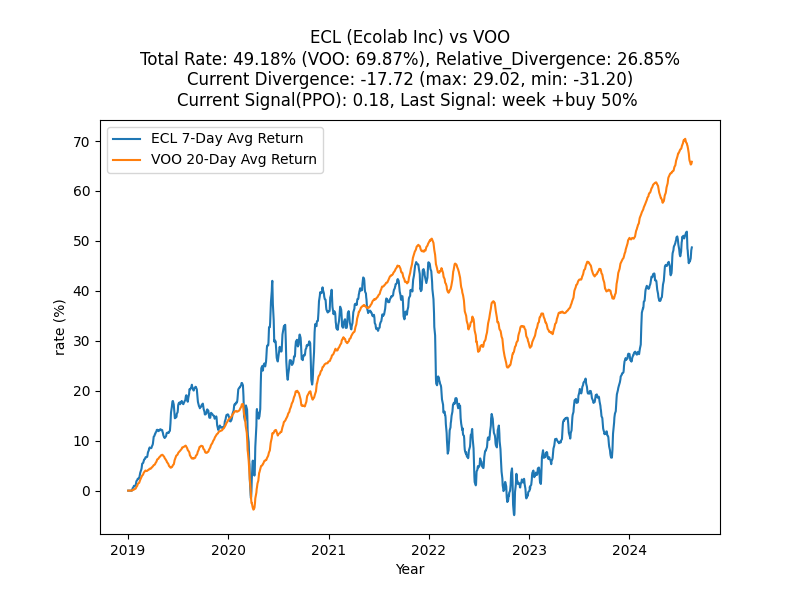 ECL (Ecolab Inc) vs VOO
Total Rate: 49.18% (VOO: 69.87%), Relative_Divergence: 26.85%
Current Divergence: -17.72 (max: 29.02, min: -31.20)
Current Signal(PPO): 0.18, Last Signal: week +buy 50%
ECL 7-Day Avg Return
VOO 20-Day Avg Return
70
60
50
40
30
20
10
0
rate (%)
2019 2020 2021 2022 2023 2024
Year